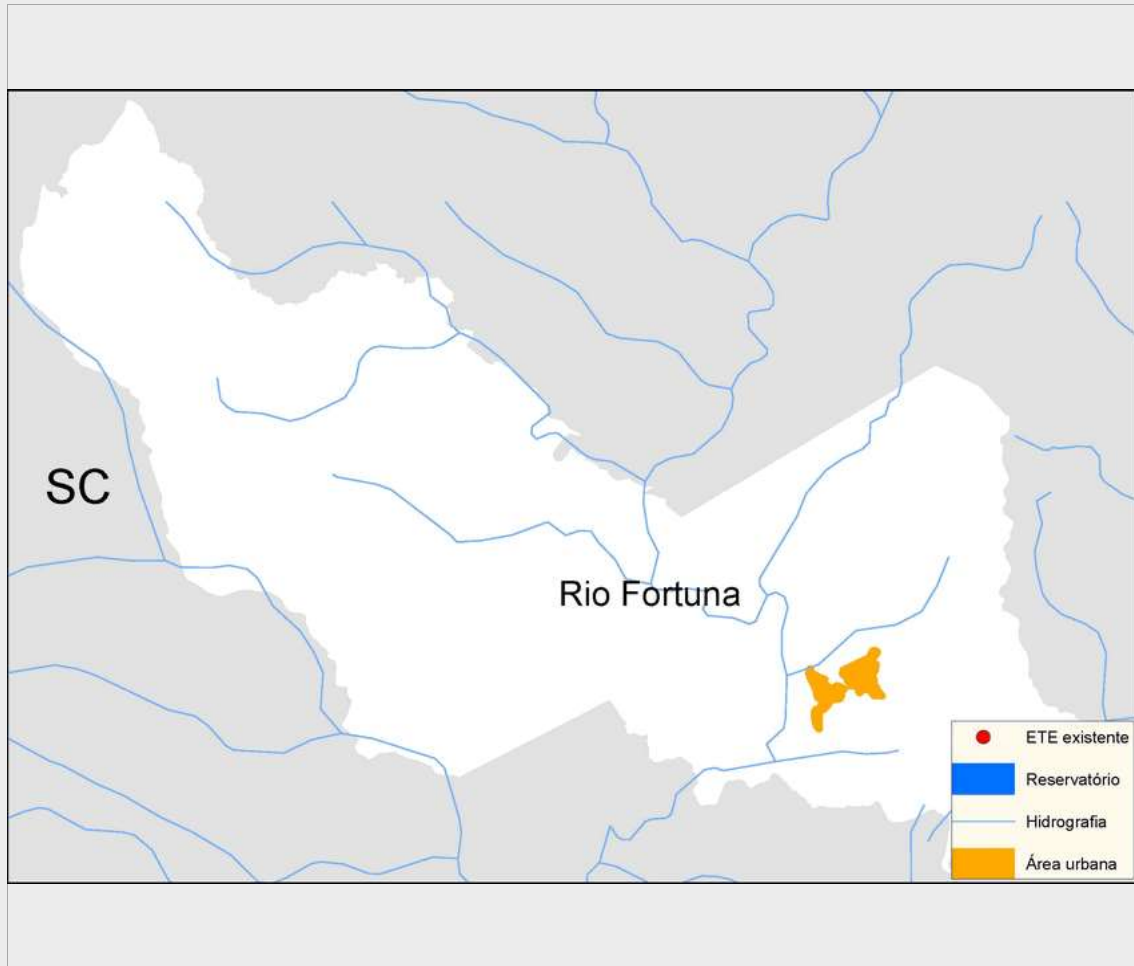 SC
Rio Fortuna
ETE existente
Reservatório
Hidrografia
Área urbana